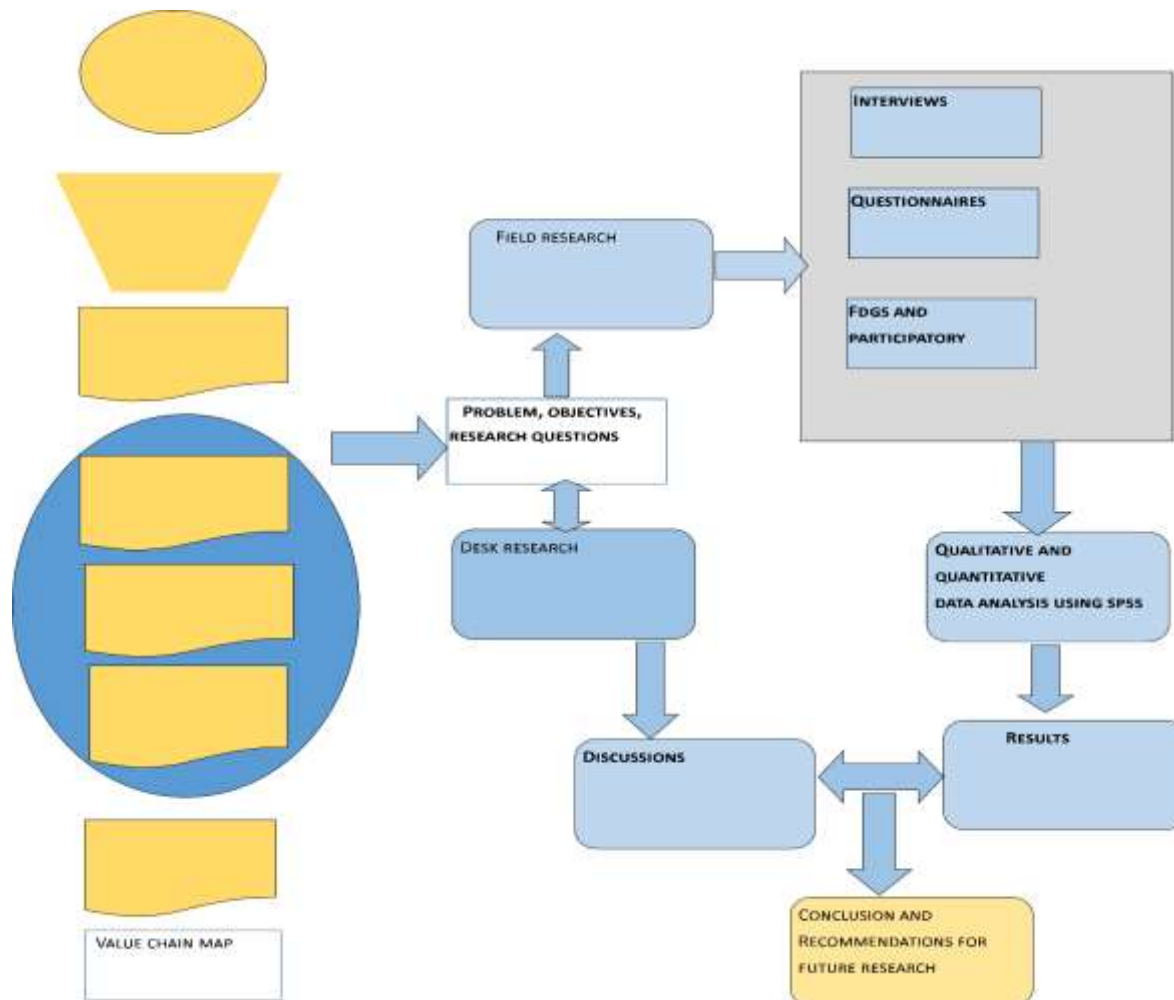 INTERVIEWS
QUESTIONNAIRES
FIELD RESEARCH
FDGS AND
PARTICIPATORY
PROBLEM, OBJECTIVES,
RESEARCH QUESTIONS
DESK RESEARCH
QUALITATIVE AND
QUANTITATIVE
DATA ANALYSIS USING SPSS
DISCUSSIONS
RESULTS
CONCLUSION AND
RECOMMENDATIONS FOR
FUTURE RESEARCH
VALUE CHAIN MAP